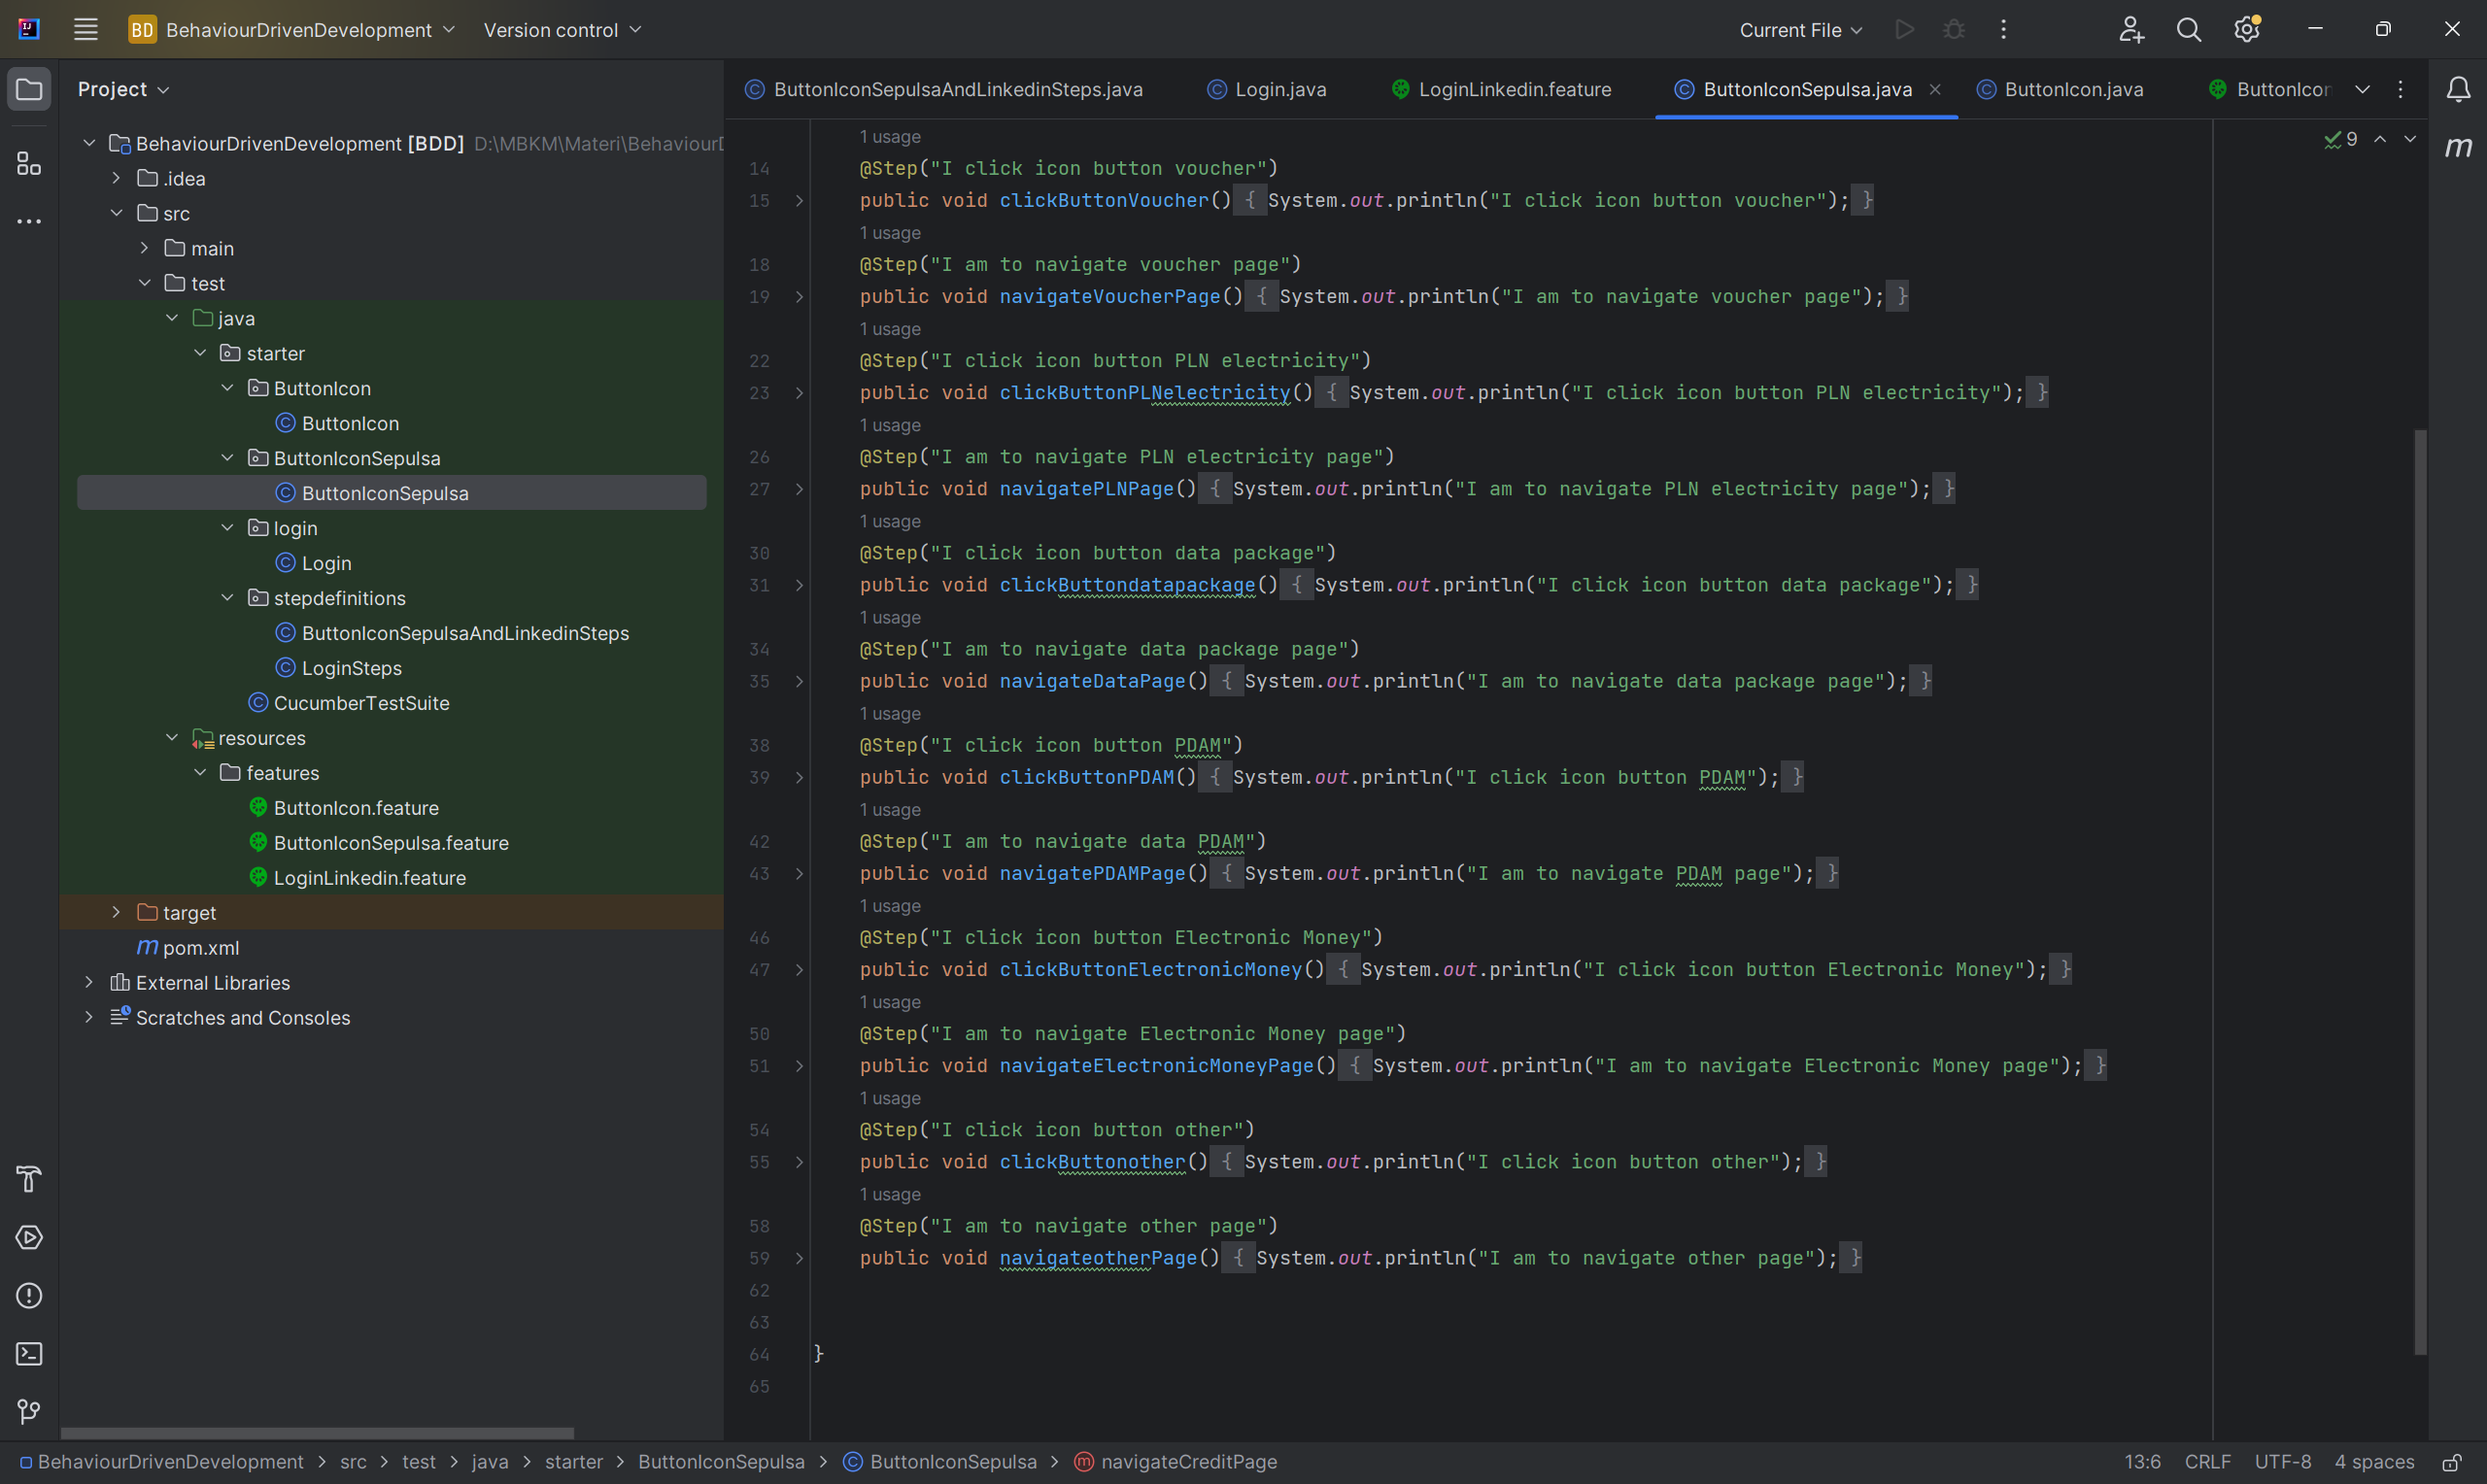 BD BehaviourDrivenDevelopment Version control Current File
Project
BehaviourDrivenDevelopment [BDD] D:\MBKM\Materi\Behaviour
.idea
src
main
test
java
starter
ButtonIcon
ButtonIcon
ButtonIconSepulsa
ButtonIconSepulsa
login
Login
stepdefinitions
ButtonIconSepulsaAndLinkedinSteps
LoginSteps
CucumberTestSuite
resources
features
ButtonIcon.feature
ButtonIconSepulsa.feature
LoginLinkedin.feature
target
pom.xml
External Libraries
Scratches and Consoles
ButtonIconSepulsaAndLinkedinSteps.java Login.java LoginLinkedin.feature ButtonIconSepulsa.java ButtonIcon.java ButtonIcon
9
1 usage
14 @Step("I click icon button voucher")
15 public void clickButtonVoucher() { System.out.println("I click icon button voucher"); }
1 usage
18 @Step("I am to navigate voucher page")
19 public void navigateVoucherPage() { System.out.println("I am to navigate voucher page"); }
1 usage
22 @Step("I click icon button PLN electricity")
23 public void clickButtonPLNelectricity() { System.out.println("I click icon button PLN electricity"); }
1 usage
26 @Step("I am to navigate PLN electricity page")
27 public void navigatePLNPage() { System.out.println("I am to navigate PLN electricity page"); }
1 usage
30 @Step("I click icon button data package")
31 public void clickButtondatapackage() { System.out.println("I click icon button data package"); }
1 usage
34 @Step("I am to navigate data package page")
35 public void navigateDataPage() { System.out.println("I am to navigate data package page"); }
1 usage
38 @Step("I click icon button PDAM")
39 public void clickButtonPDAM() { System.out.println("I click icon button PDAM"); }
1 usage
42 @Step("I am to navigate data PDAM")
43 public void navigatePDAMPage() { System.out.println("I am to navigate PDAM page"); }
1 usage
46 @Step("I click icon button Electronic Money")
47 public void clickButtonElectronicMoney() { System.out.println("I click icon button Electronic Money"); }
1 usage
50 @Step("I am to navigate Electronic Money page")
51 public void navigateElectronicMoneyPage() { System.out.println("I am to navigate Electronic Money page"); }
1 usage
54 @Step("I click icon button other")
55 public void clickButtonother() { System.out.println("I click icon button other"); }
1 usage
58 @Step("I am to navigate other page")
59 public void navigateotherPage() { System.out.println("I am to navigate other page"); }
62
63
64 }
65
BehaviourDrivenDevelopment > src > test > java > starter > ButtonIconSepulsa > ButtonIconSepulsa > navigateCreditPage 13:6 CRLF UTF-8 4 spaces